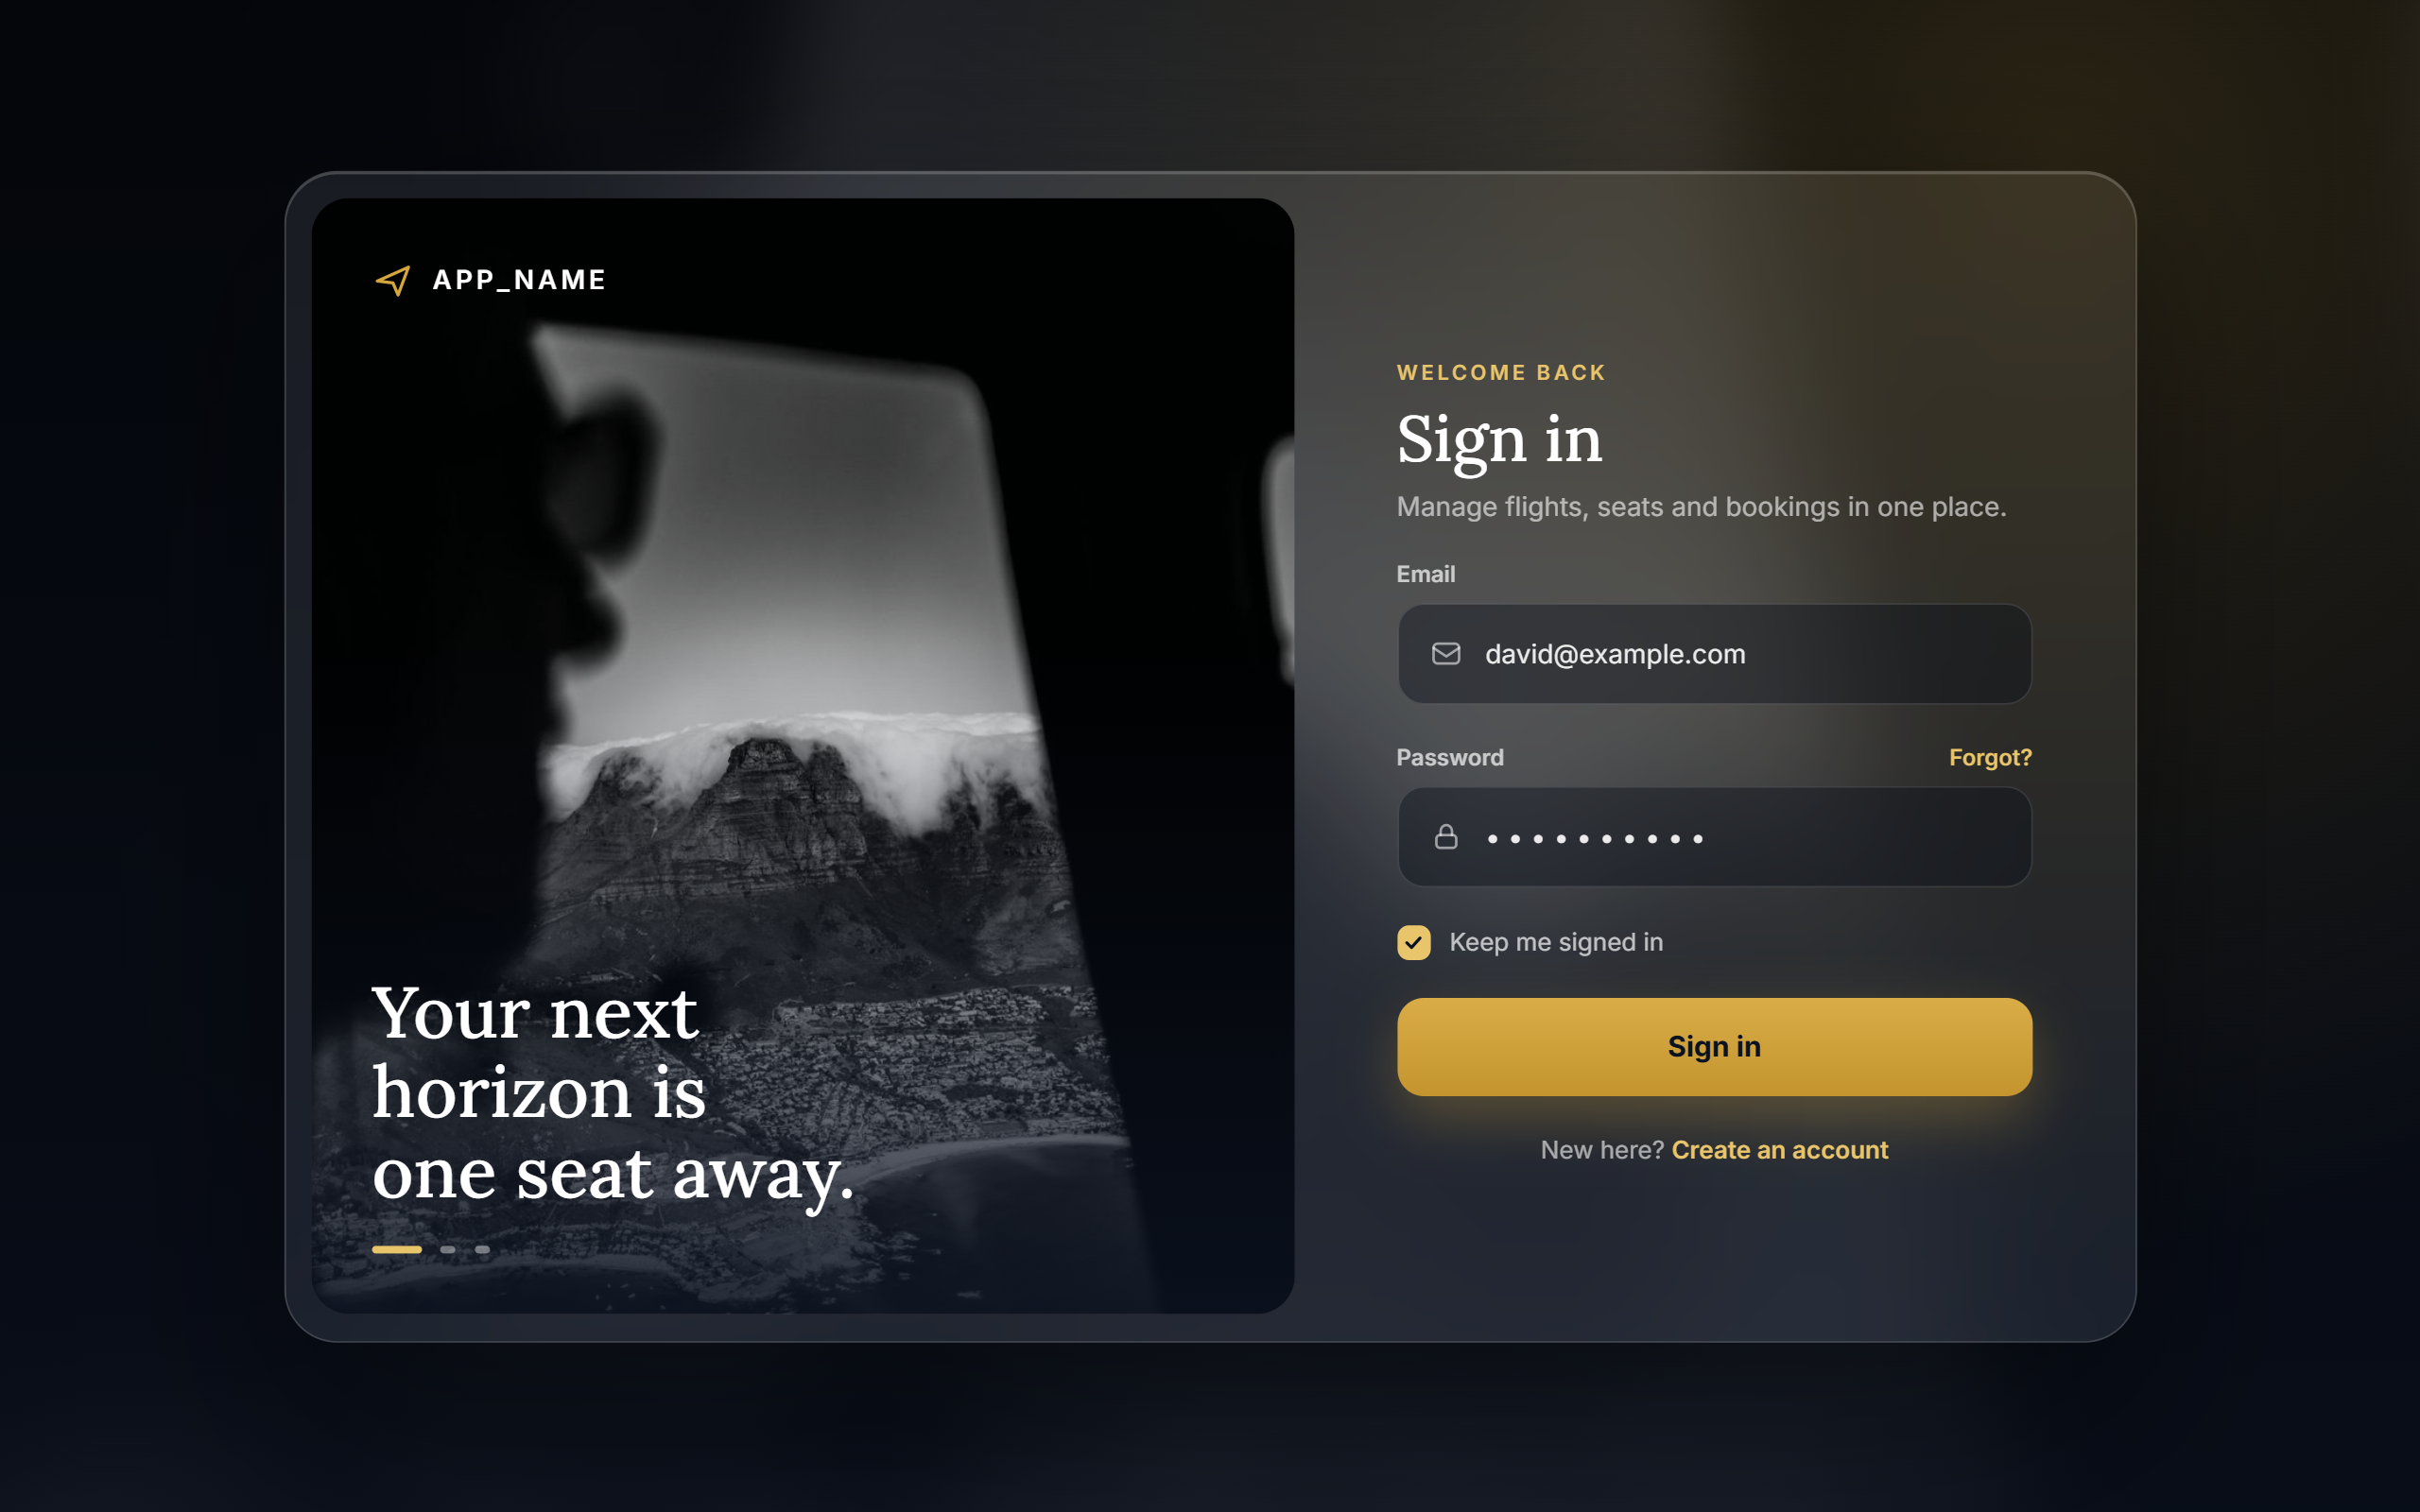 APP_NAME
Your next
horizon is
one seat away.
WELCOME BACK
Sign in
Manage flights, seats and bookings in one place.
Email
david@example.com
Password
Forgot?
••••••••••
Keep me signed in
Sign in
New here? Create an account